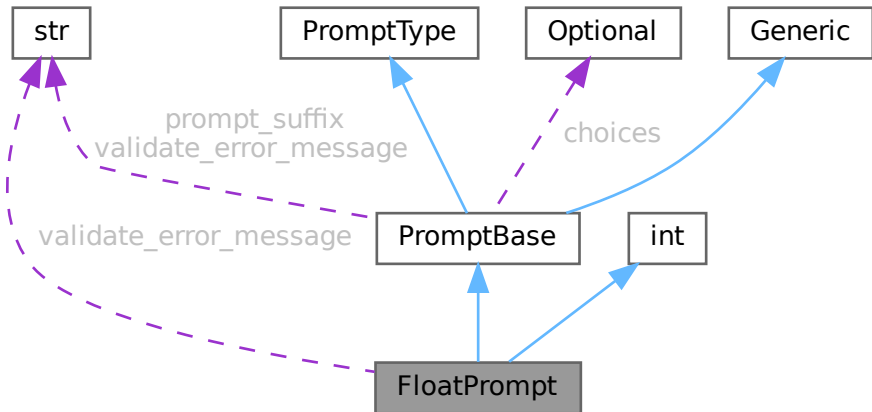 str
PromptType
Optional
Generic
prompt_suffix
validate_error_message
choices
validate_error_message
PromptBase
int
FloatPrompt